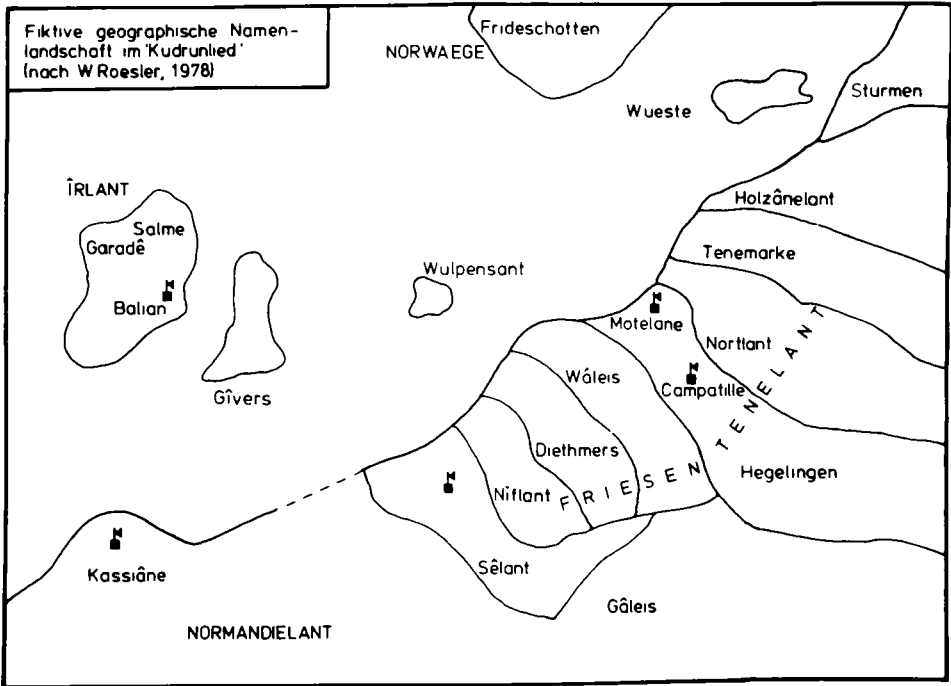 Fiktive geographische Namen-
landschaft im 'Kudrunlied'
(nach W Roesler, 1978)
Frideschotten
NORWAEGE
Sturmen
Wueste
ÎRLANT
Holzânelant
Salme
Garadê
Tenemarke
Wulpensant
Balian
Motelane
Nortlant
Gîvers
Wâleis
Campatille
TENELANT
Diethmers
Hegelingen
FRIESEN
Nîflant
Sêlant
Kassiâne
Gâleis
NORMANDIELANT